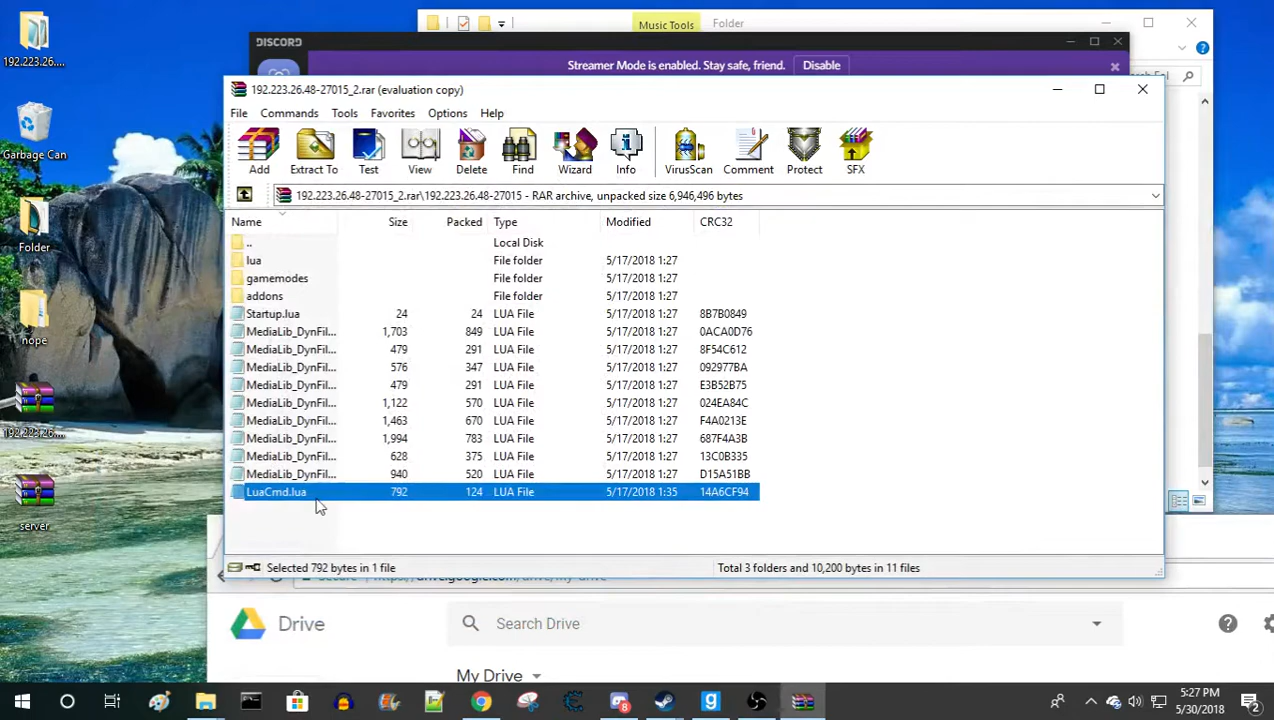 192.223.26....
Garbage Can
Folder
nope
192.223.26....
server
Music Tools
Folder
DISCORD
Streamer Mode is enabled. Stay safe, friend.
Disable
192.223.26.48-27015_2.rar (evaluation copy)
File Commands Tools Favorites Options Help
Add Extract To Test View Delete Find Wizard Info VirusScan Comment Protect SFX
192.223.26.48-27015_2.rar\192.223.26.48-27015 - RAR archive, unpacked size 6,946,496 bytes
Name Size Packed Type Modified CRC32
.. Local Disk
lua File folder 5/17/2018 1:27
gamemodes File folder 5/17/2018 1:27
addons File folder 5/17/2018 1:27
Startup.lua 24 24 LUA File 5/17/2018 1:27 8B7B0849
MediaLib_DynFil... 1,703 849 LUA File 5/17/2018 1:27 0ACA0D76
MediaLib_DynFil... 479 291 LUA File 5/17/2018 1:27 8F54C612
MediaLib_DynFil... 576 347 LUA File 5/17/2018 1:27 092977BA
MediaLib_DynFil... 479 291 LUA File 5/17/2018 1:27 E3B52B75
MediaLib_DynFil... 1,122 570 LUA File 5/17/2018 1:27 024EA84C
MediaLib_DynFil... 1,463 670 LUA File 5/17/2018 1:27 F4A0213E
MediaLib_DynFil... 1,994 783 LUA File 5/17/2018 1:27 687F4A3B
MediaLib_DynFil... 628 375 LUA File 5/17/2018 1:27 13C0B335
MediaLib_DynFil... 940 520 LUA File 5/17/2018 1:27 D15A51BB
LuaCmd.lua 792 124 LUA File 5/17/2018 1:35 14A6CF94
Selected 792 bytes in 1 file
Total 3 folders and 10,200 bytes in 11 files
Drive
Search Drive
My Drive
5:27 PM
5/30/2018